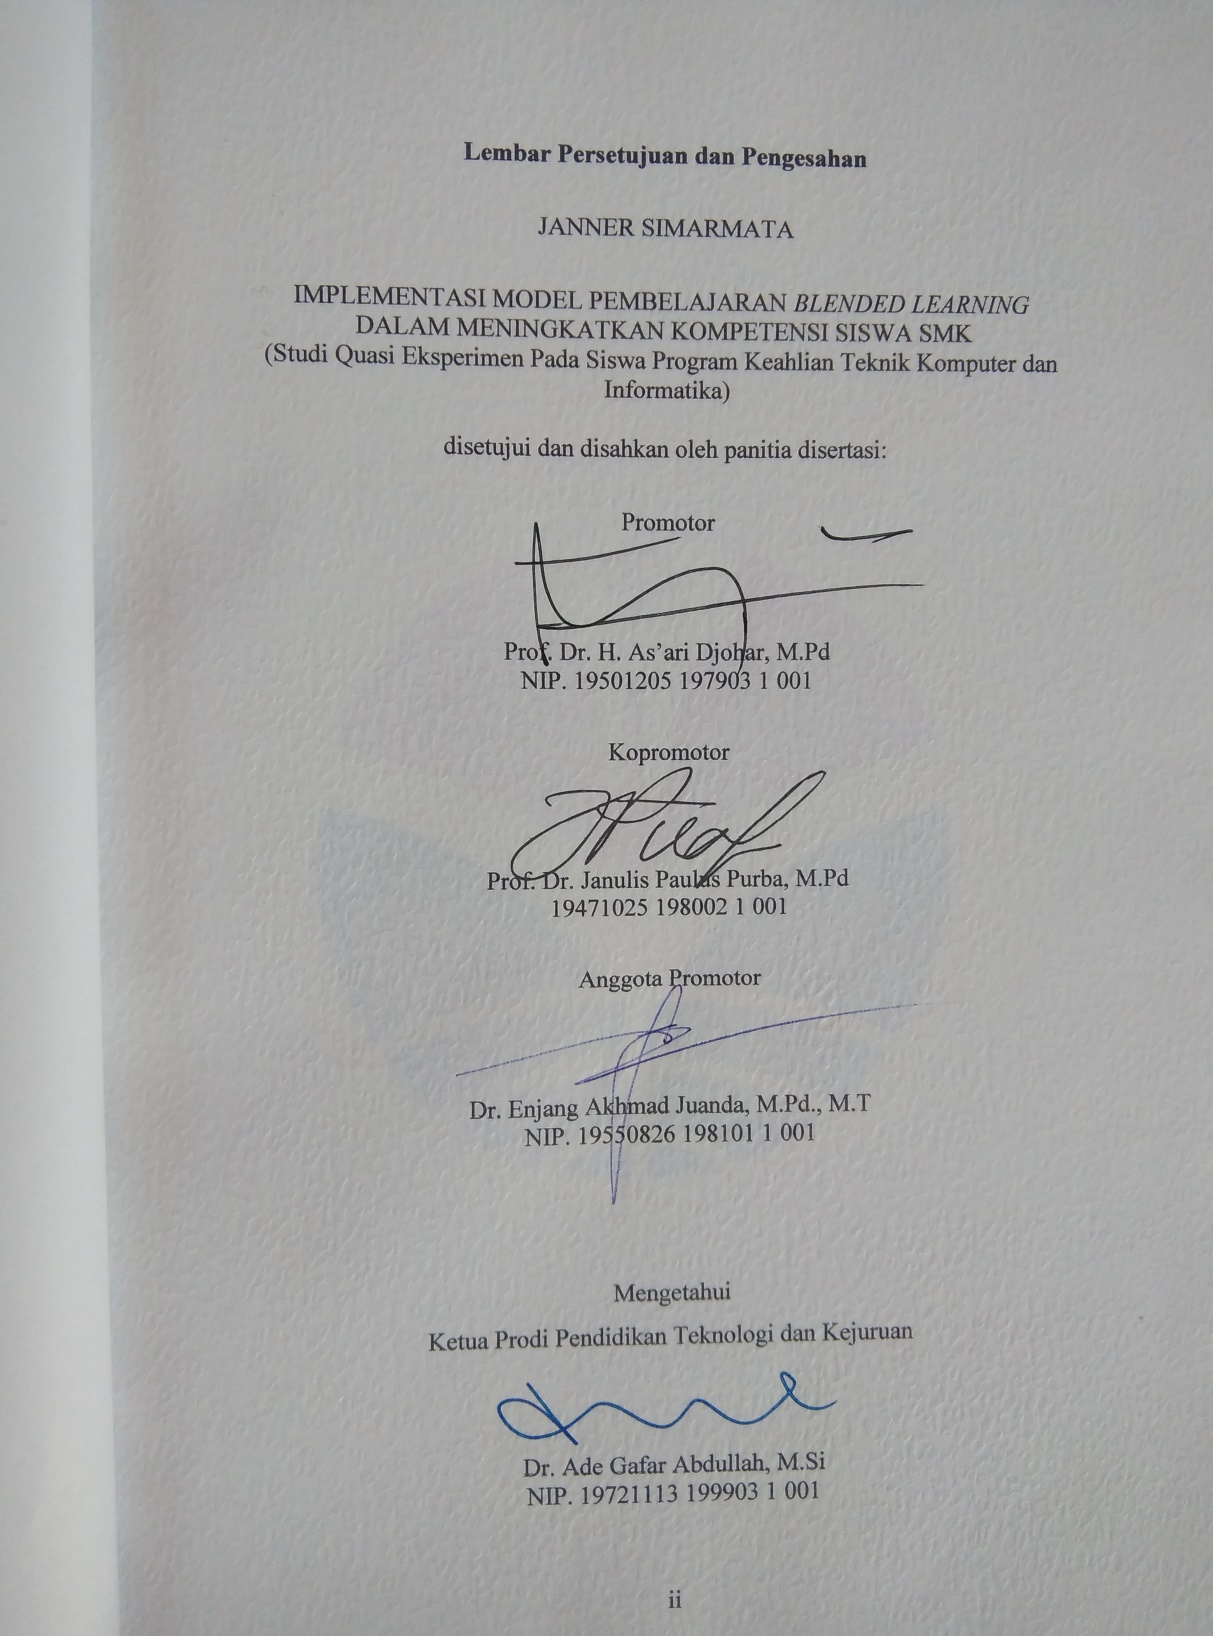 Lembar Persetujuan dan Pengesahan
JANNER SIMARMATA
IMPLEMENTASI MODEL PEMBELAJARAN BLENDED LEARNING
DALAM MENINGKATKAN KOMPETENSI SISWA SMK
(Studi Quasi Eksperimen Pada Siswa Program Keahlian Teknik Komputer dan
Informatika)
disetujui dan disahkan oleh panitia disertasi:
Promotor
Prof. Dr. H. As’ari Djohar, M.Pd
NIP. 19501205 197903 1 001
Kopromotor
Prof. Dr. Janulis Paulus Purba, M.Pd
19471025 198002 1 001
Anggota Promotor
Dr. Enjang Akhmad Juanda, M.Pd., M.T
NIP. 19550826 198101 1 001
Mengetahui
Ketua Prodi Pendidikan Teknologi dan Kejuruan
Dr. Ade Gafar Abdullah, M.Si
NIP. 19721113 199903 1 001
ii